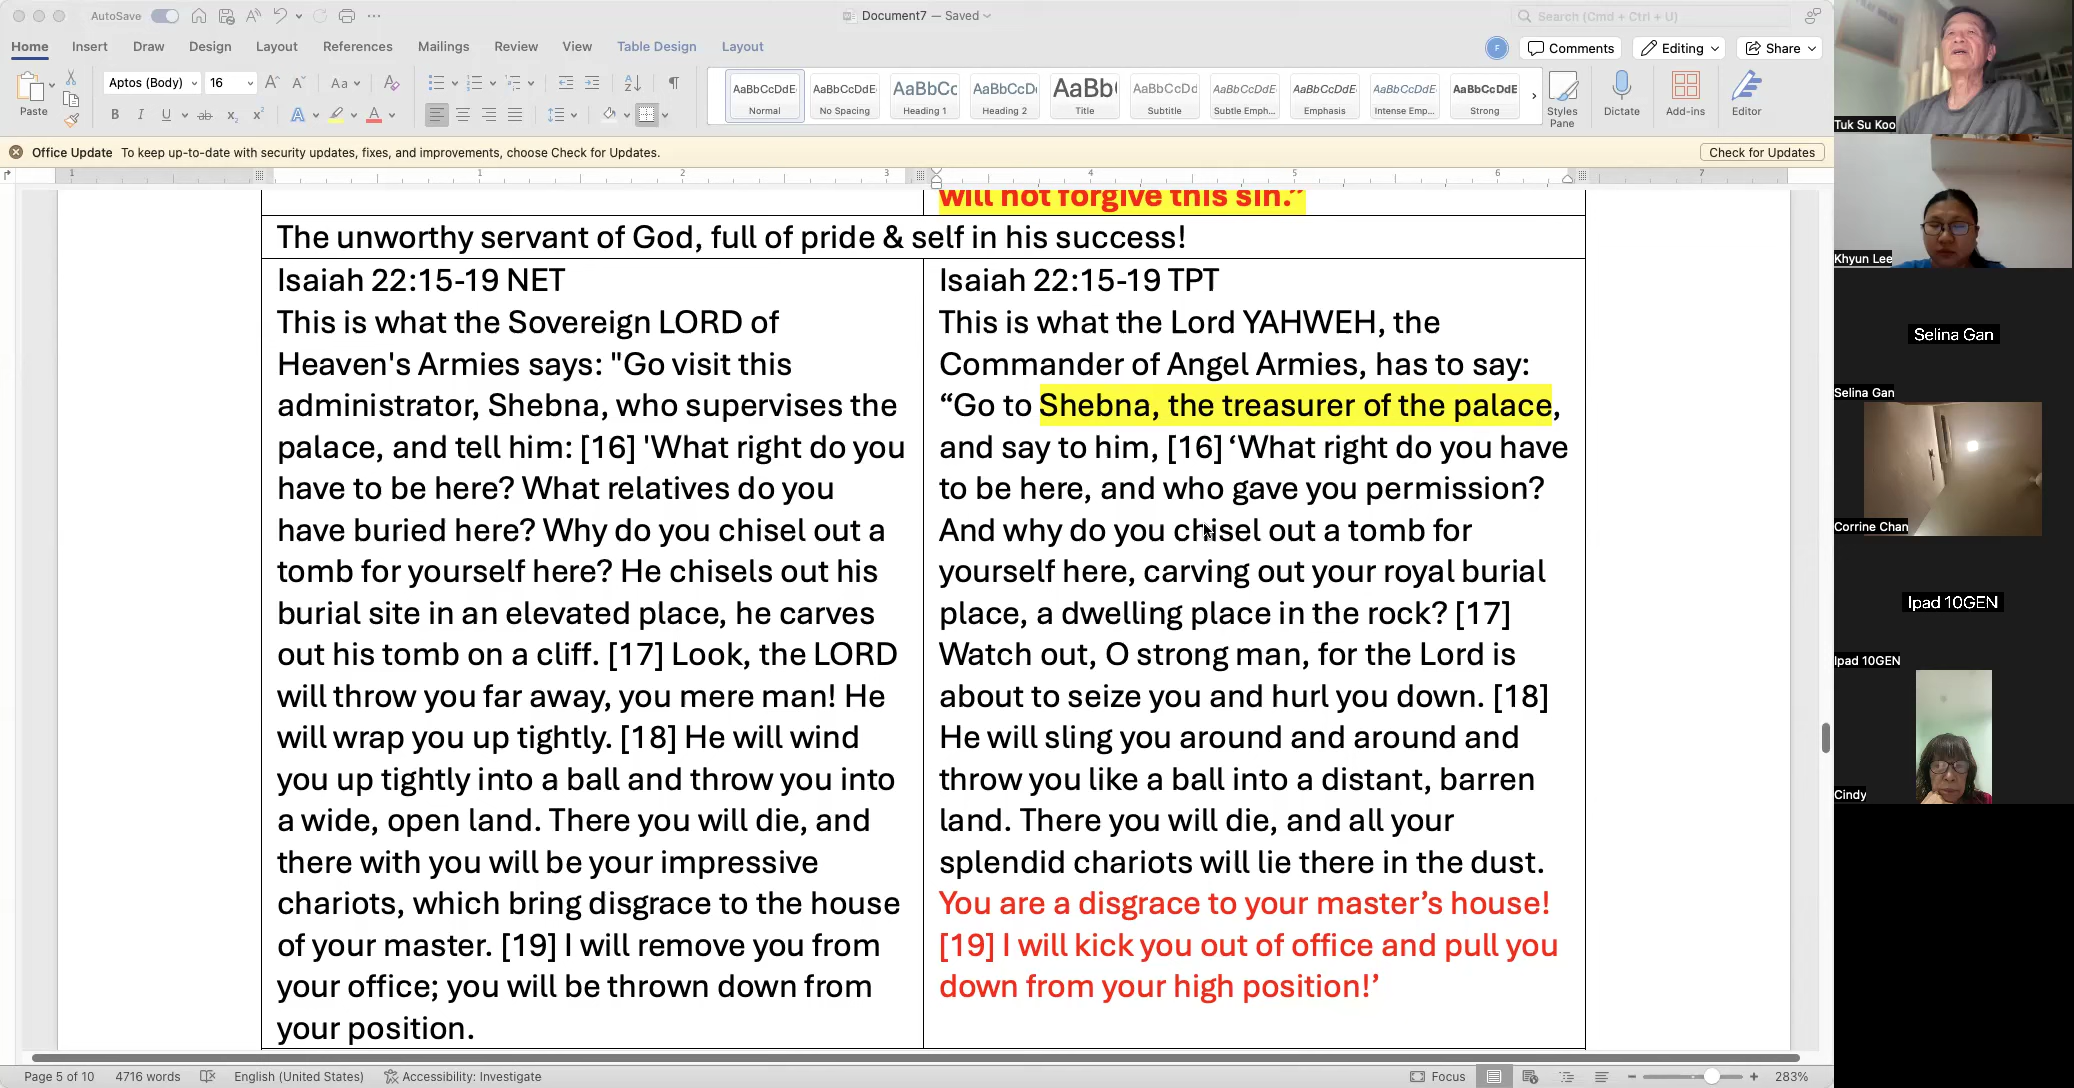 AutoSave
Document7 — Saved
Search (Cmd + Ctrl + U)
Home Insert Draw Design Layout References Mailings Review View Table Design Layout
F
Comments
Editing
Share
Paste
Aptos (Body) 16
AaBbCcDdE Normal
AaBbCcDdE No Spacing
AaBbCc Heading 1
AaBbCcD Heading 2
AaBb Title
AaBbCcDd Subtitle
AaBbCcDdE Subtle Emph...
AaBbCcDdE Emphasis
AaBbCcDdE Intense Emp...
AaBbCcDdE Strong
Styles Pane
Dictate
Add-ins
Editor
Office Update To keep up-to-date with security updates, fixes, and improvements, choose Check for Updates.
Check for Updates
1 1 2 3 4 5 6 7
will not forgive this sin.”
The unworthy servant of God, full of pride & self in his success!
Isaiah 22:15-19 NET
This is what the Sovereign LORD of
Heaven's Armies says: "Go visit this
administrator, Shebna, who supervises the
palace, and tell him: [16] 'What right do you
have to be here? What relatives do you
have buried here? Why do you chisel out a
tomb for yourself here? He chisels out his
burial site in an elevated place, he carves
out his tomb on a cliff. [17] Look, the LORD
will throw you far away, you mere man! He
will wrap you up tightly. [18] He will wind
you up tightly into a ball and throw you into
a wide, open land. There you will die, and
there with you will be your impressive
chariots, which bring disgrace to the house
of your master. [19] I will remove you from
your office; you will be thrown down from
your position.
Isaiah 22:15-19 TPT
This is what the Lord YAHWEH, the
Commander of Angel Armies, has to say:
“Go to Shebna, the treasurer of the palace,
and say to him, [16] ‘What right do you have
to be here, and who gave you permission?
And why do you chisel out a tomb for
yourself here, carving out your royal burial
place, a dwelling place in the rock? [17]
Watch out, O strong man, for the Lord is
about to seize you and hurl you down. [18]
He will sling you around and around and
throw you like a ball into a distant, barren
land. There you will die, and all your
splendid chariots will lie there in the dust.
You are a disgrace to your master’s house!
[19] I will kick you out of office and pull you
down from your high position!’
Page 5 of 10 4716 words English (United States) Accessibility: Investigate
Focus
283%
Tuk Su Koo
Khyun Lee
Selina Gan
Selina Gan
Corrine Chan
Ipad 10GEN
Ipad 10GEN
Cindy